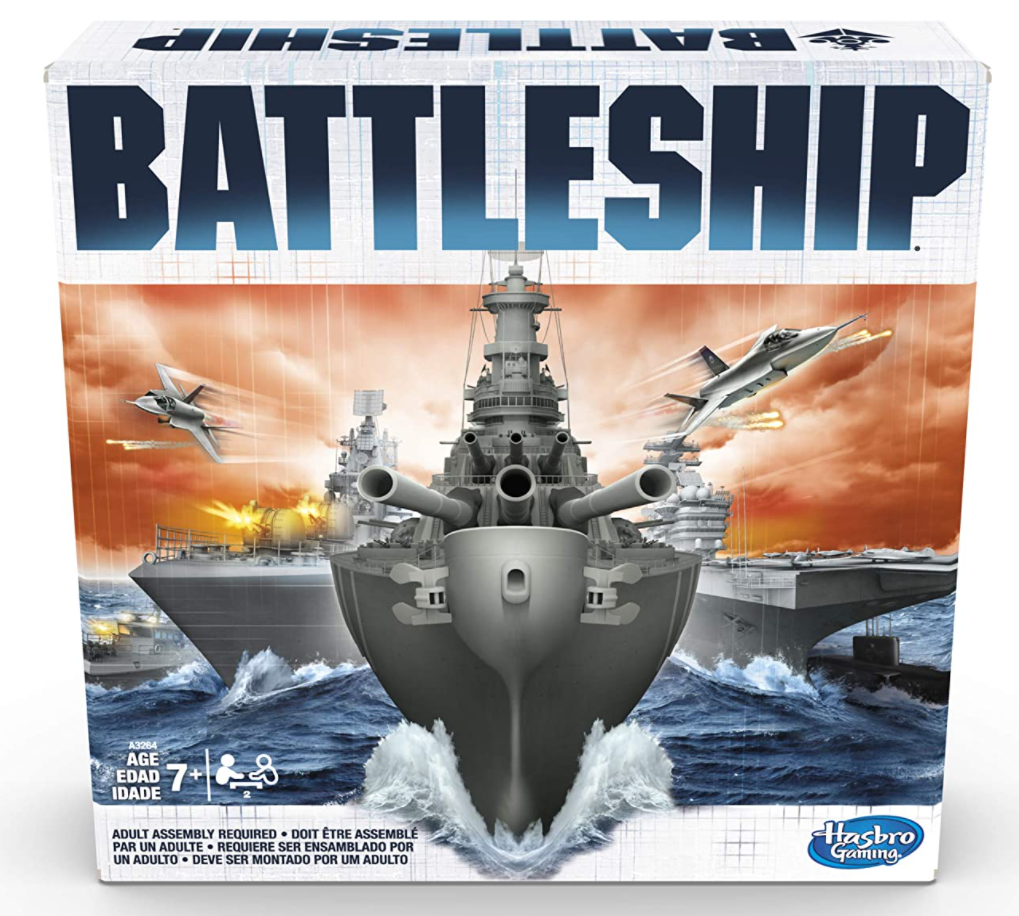 BATTLESHIP
BATTLESHIP.
A3264
AGE
EDAD
IDADE
7+
2
ADULT ASSEMBLY REQUIRED • DOIT ÊTRE ASSEMBLÉ
PAR UN ADULTE • REQUIERE SER ENSAMBLADO POR
UN ADULTO • DEVE SER MONTADO POR UM ADULTO
Hasbro
Gaming.